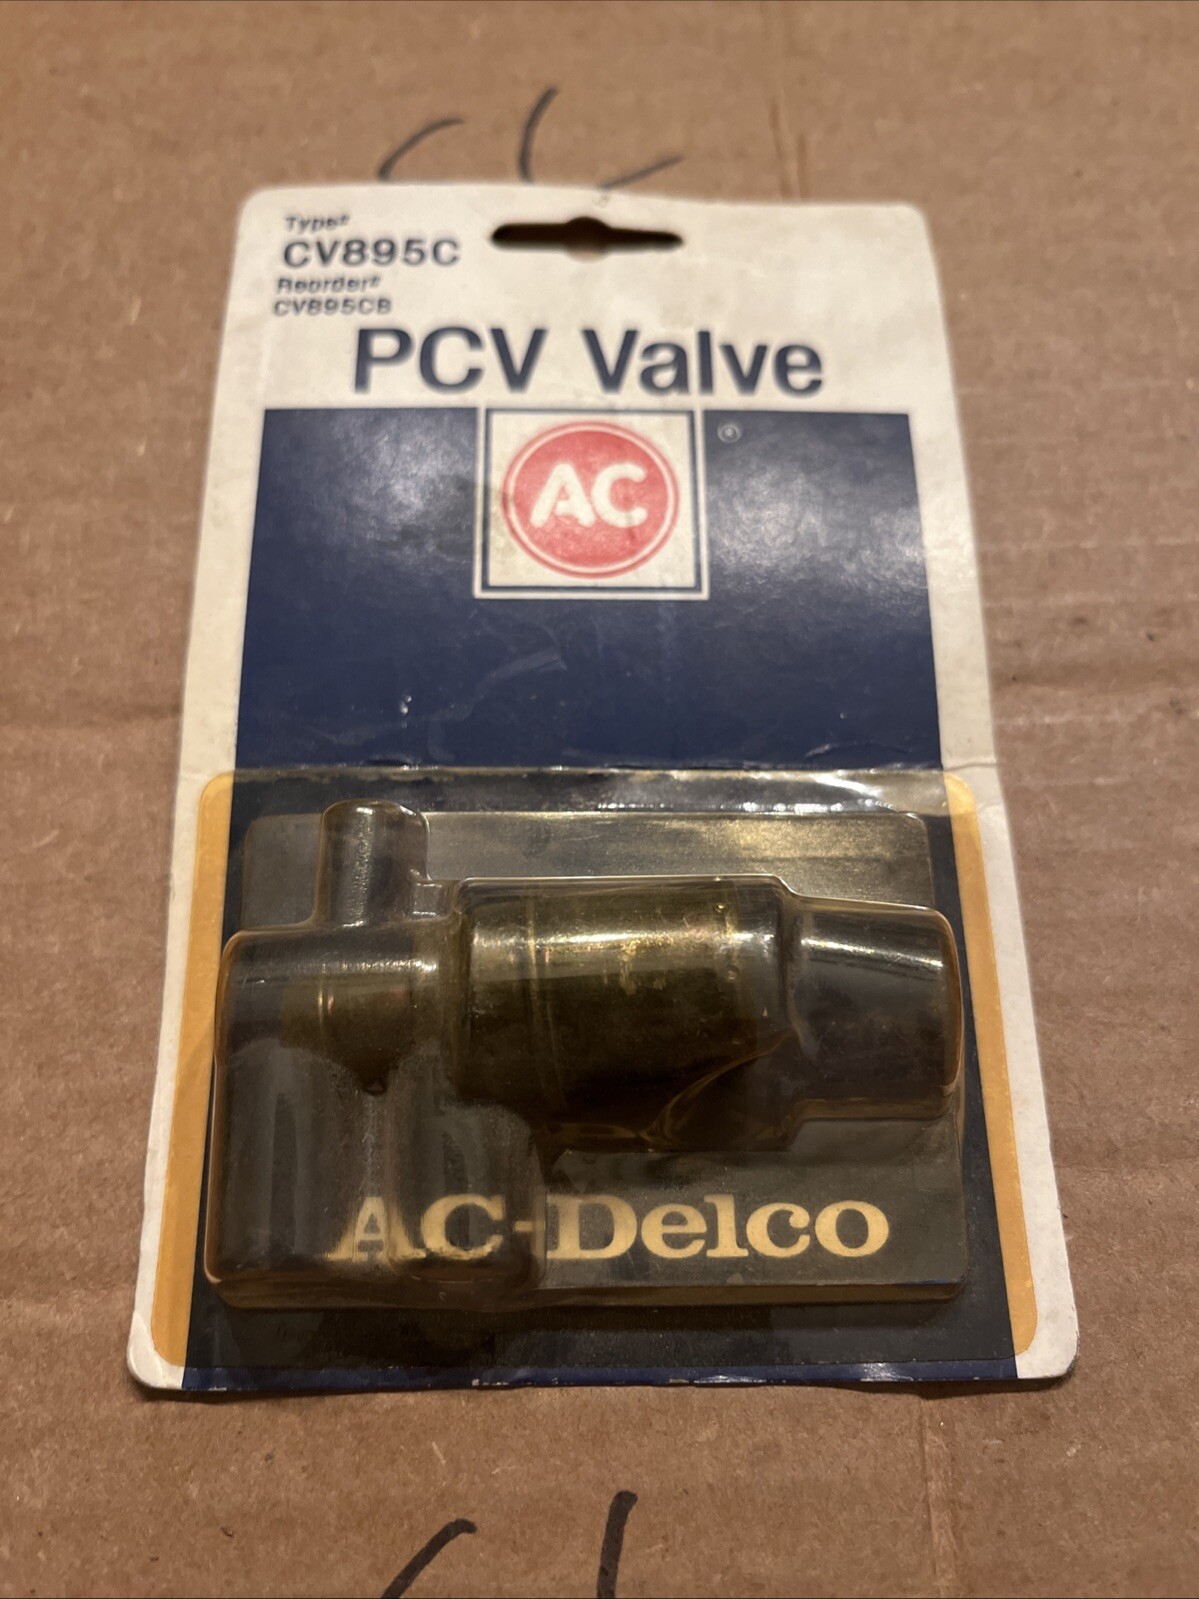 Type#
CV895C
Reorder#
CV895CB
PCV Valve
AC
®
AC-Delco